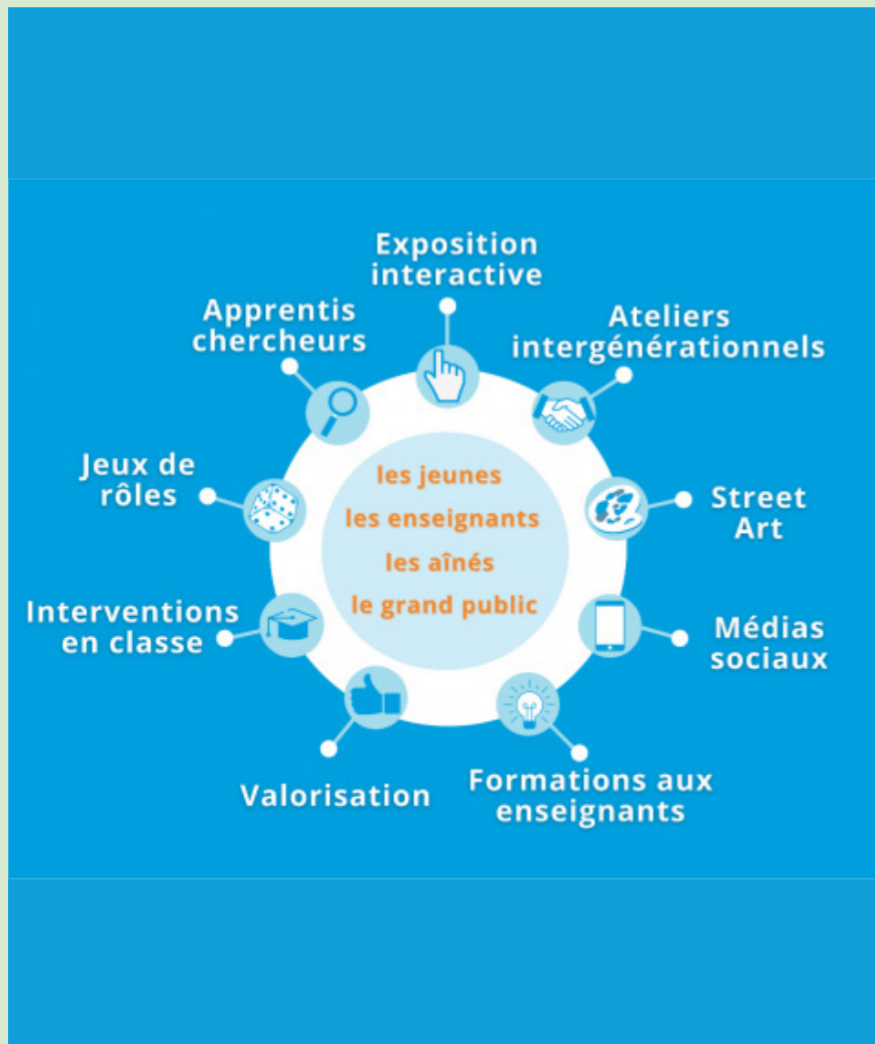 Exposition
interactive
Apprentis
chercheurs
Ateliers
intergénérationnels
Jeux de
rôles
les jeunes
les enseignants
les aînés
le grand public
Street
Art
Interventions
en classe
Médias
sociaux
Valorisation
Formations aux
enseignants